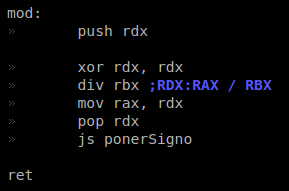 mod:
» push rdx
» xor rdx, rdx
» div rbx ;RDX:RAX / RBX
» mov rax, rdx
» pop rdx
» js ponerSigno
ret